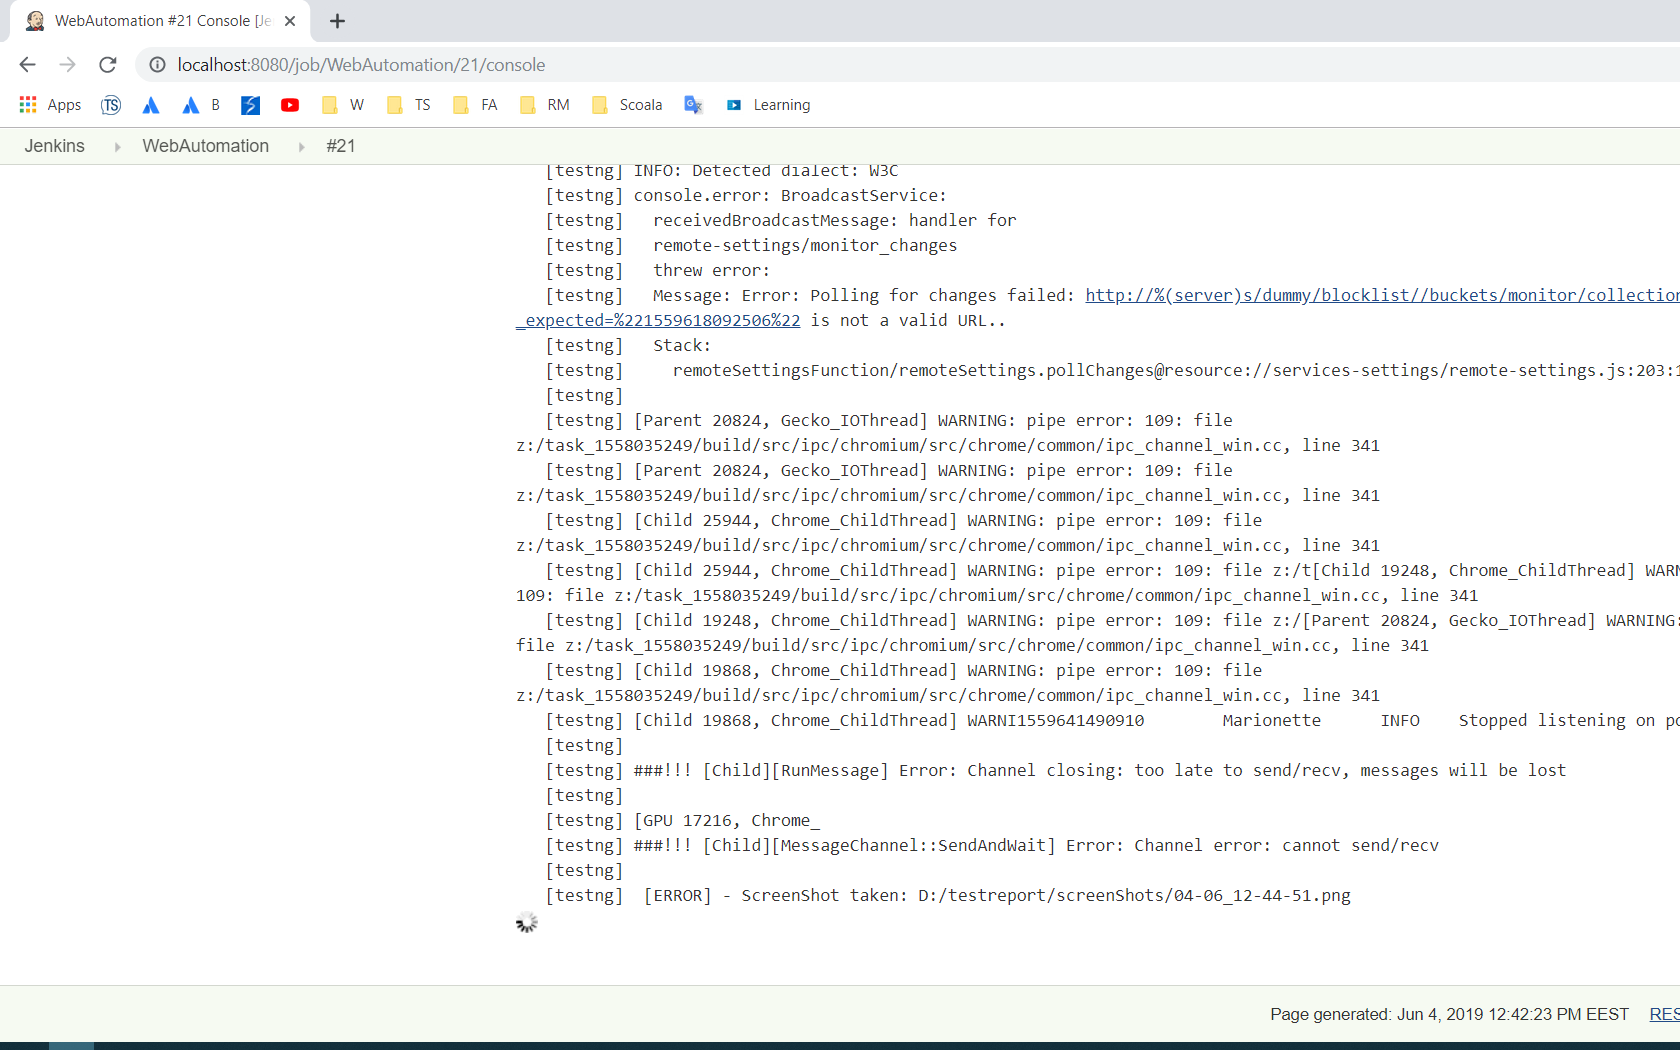 WebAutomation #21 Console [Je
localhost:8080/job/WebAutomation/21/console
Apps TS B W TS FA RM Scoala Learning
Jenkins WebAutomation #21
[testng] INFO: Detected dialect: W3C
[testng] console.error: BroadcastService:
[testng]   receivedBroadcastMessage: handler for
[testng]   remote-settings/monitor_changes
[testng]   threw error:
[testng]   Message: Error: Polling for changes failed: http://%(server)s/dummy/blocklist//buckets/monitor/collection
_expected=%221559618092506%22 is not a valid URL..
[testng]   Stack:
[testng]     remoteSettingsFunction/remoteSettings.pollChanges@resource://services-settings/remote-settings.js:203:1
[testng]
[testng] [Parent 20824, Gecko_IOThread] WARNING: pipe error: 109: file
z:/task_1558035249/build/src/ipc/chromium/src/chrome/common/ipc_channel_win.cc, line 341
[testng] [Parent 20824, Gecko_IOThread] WARNING: pipe error: 109: file
z:/task_1558035249/build/src/ipc/chromium/src/chrome/common/ipc_channel_win.cc, line 341
[testng] [Child 25944, Chrome_ChildThread] WARNING: pipe error: 109: file
z:/task_1558035249/build/src/ipc/chromium/src/chrome/common/ipc_channel_win.cc, line 341
[testng] [Child 25944, Chrome_ChildThread] WARNING: pipe error: 109: file z:/t[Child 19248, Chrome_ChildThread] WARN
109: file z:/task_1558035249/build/src/ipc/chromium/src/chrome/common/ipc_channel_win.cc, line 341
[testng] [Child 19248, Chrome_ChildThread] WARNING: pipe error: 109: file z:/[Parent 20824, Gecko_IOThread] WARNING:
file z:/task_1558035249/build/src/ipc/chromium/src/chrome/common/ipc_channel_win.cc, line 341
[testng] [Child 19868, Chrome_ChildThread] WARNING: pipe error: 109: file
z:/task_1558035249/build/src/ipc/chromium/src/chrome/common/ipc_channel_win.cc, line 341
[testng] [Child 19868, Chrome_ChildThread] WARNI1559641490910 Marionette INFO Stopped listening on po
[testng]
[testng] ###!!! [Child][RunMessage] Error: Channel closing: too late to send/recv, messages will be lost
[testng]
[testng] [GPU 17216, Chrome_
[testng] ###!!! [Child][MessageChannel::SendAndWait] Error: Channel error: cannot send/recv
[testng]
[testng]  [ERROR] - ScreenShot taken: D:/testreport/screenShots/04-06_12-44-51.png
Page generated: Jun 4, 2019 12:42:23 PM EEST RES